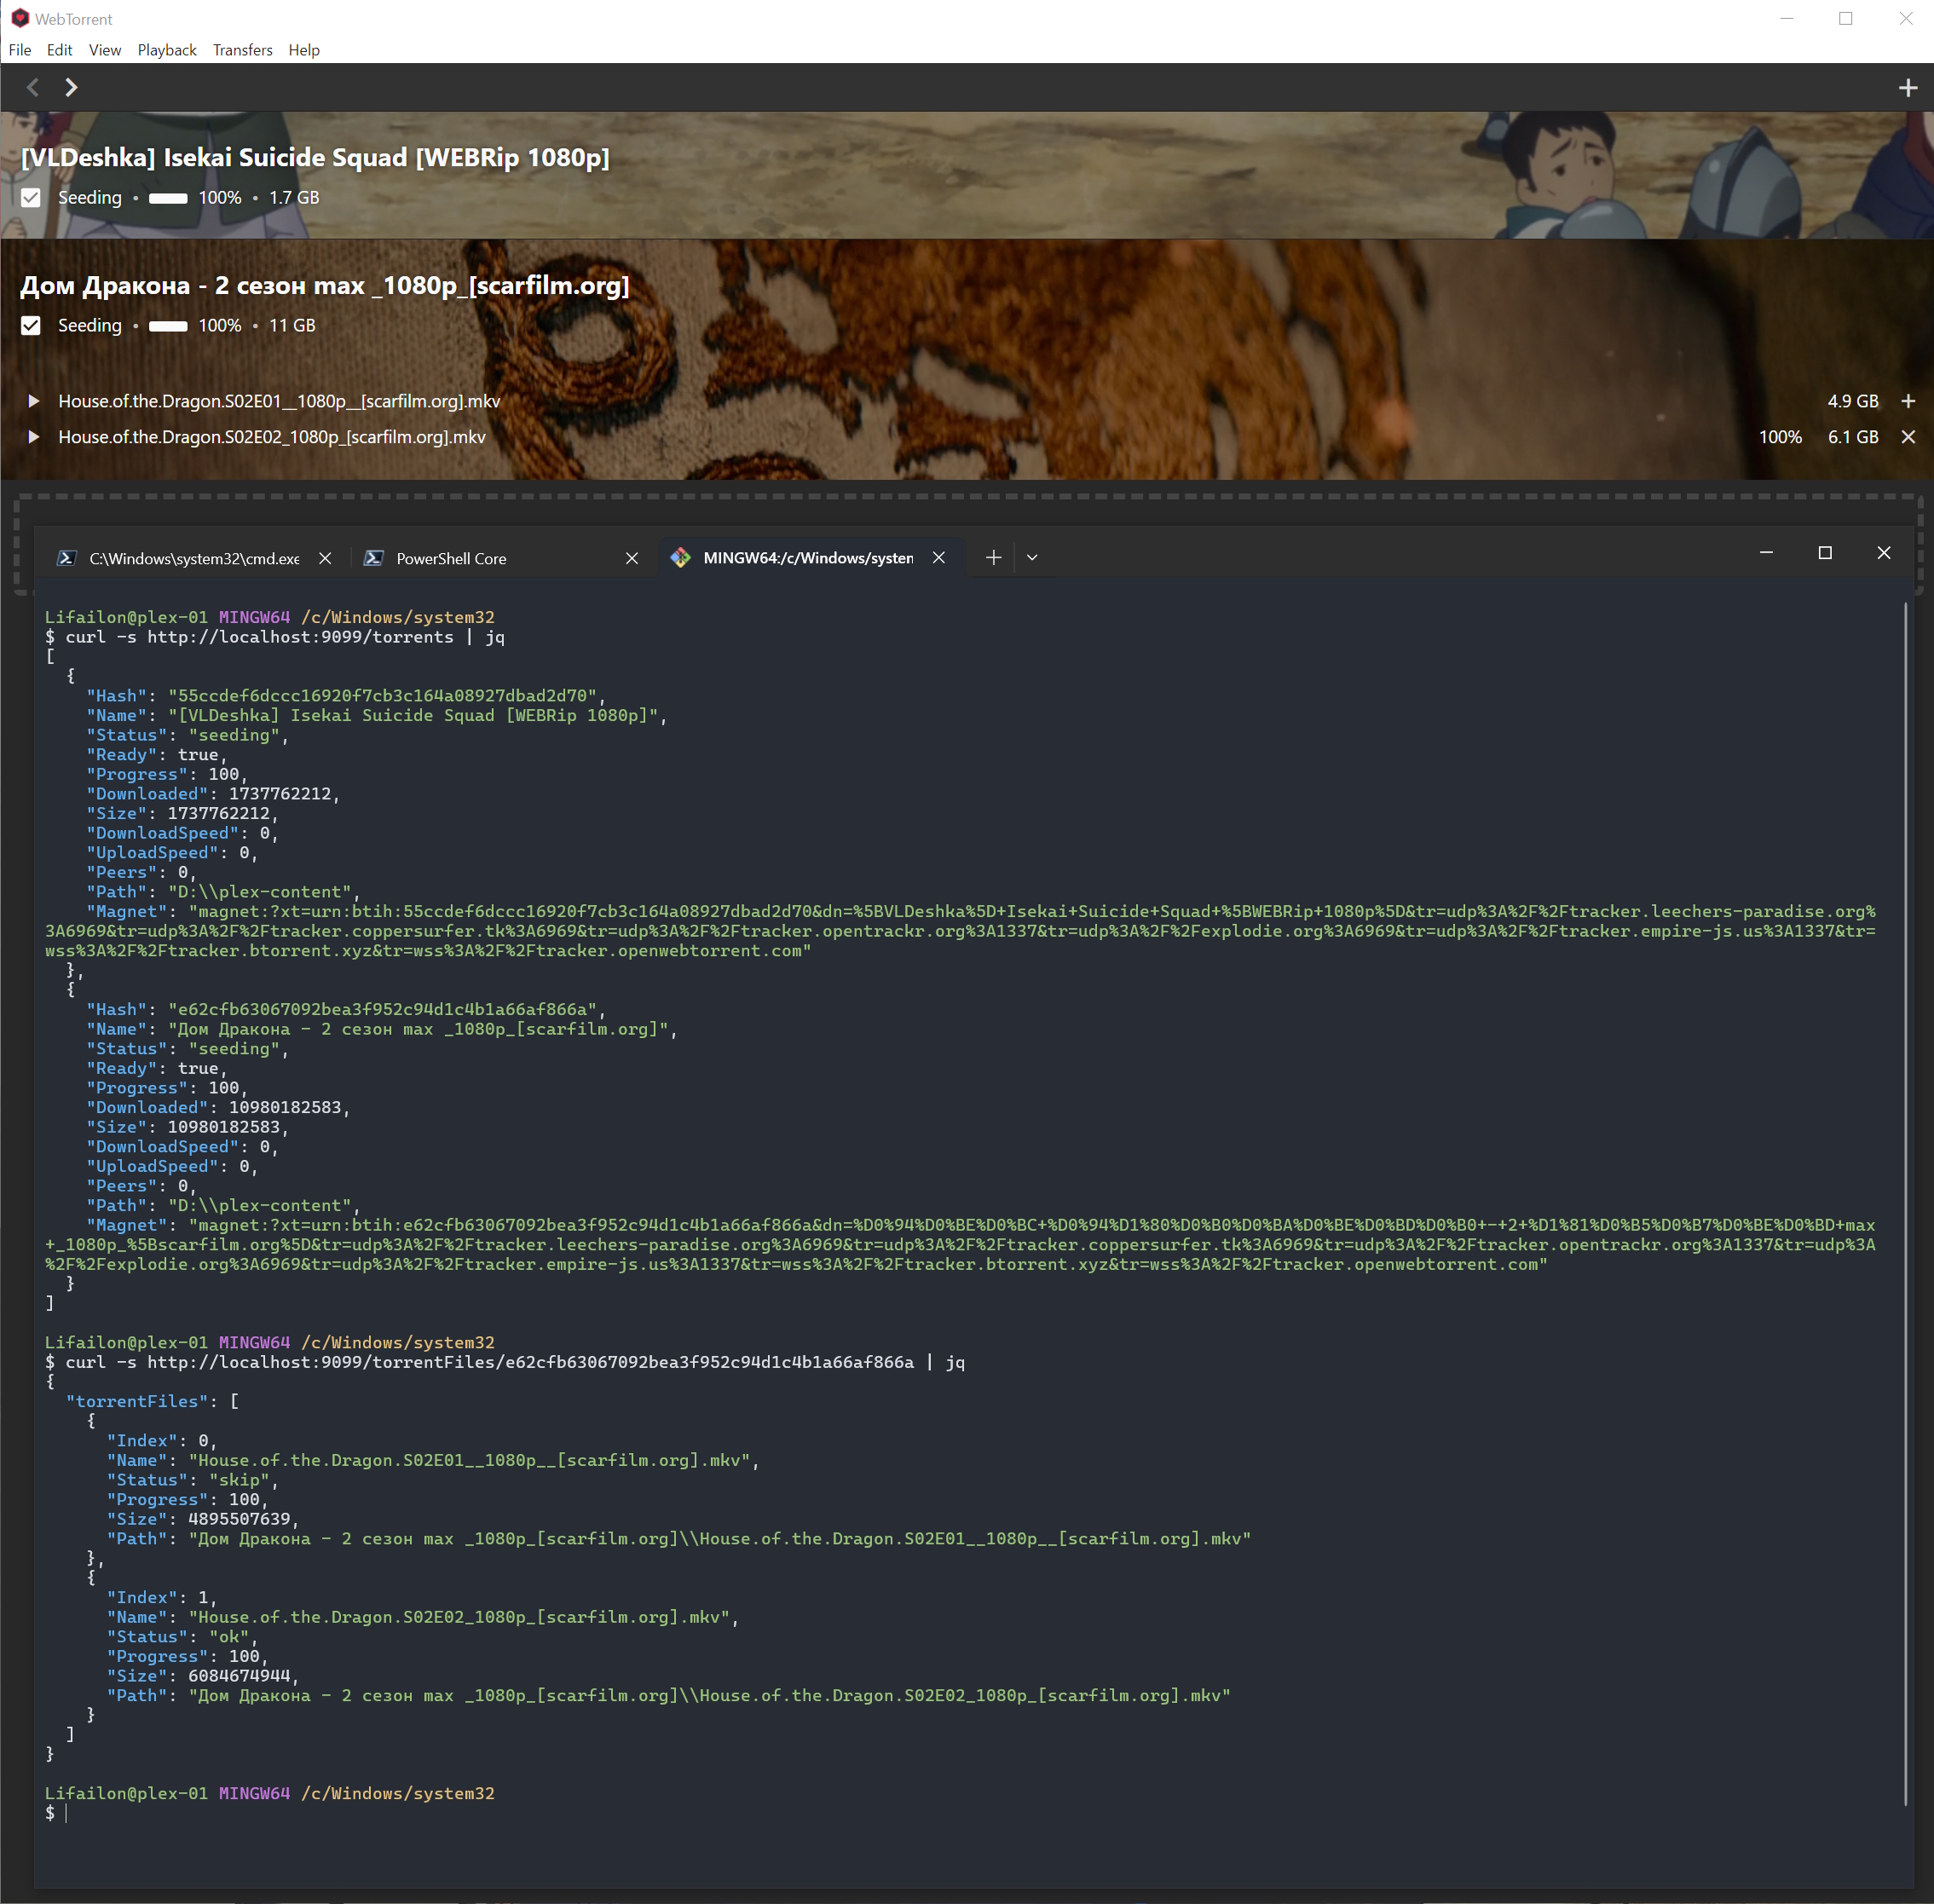 WebTorrent
File Edit View Playback Transfers Help
[VLDeshka] Isekai Suicide Squad [WEBRip 1080p]
Seeding • 100% • 1.7 GB
Дом Дракона - 2 сезон max _1080p_[scarfilm.org]
Seeding • 100% • 11 GB
House.of.the.Dragon.S02E01__1080p__[scarfilm.org].mkv 4.9 GB
House.of.the.Dragon.S02E02_1080p_[scarfilm.org].mkv 100% 6.1 GB
C:\Windows\system32\cmd.exe PowerShell Core MINGW64:/c/Windows/system
Lifailon@plex-01 MINGW64 /c/Windows/system32
$ curl -s http://localhost:9099/torrents | jq
[
{
"Hash": "55ccdef6dccc16920f7cb3c164a08927dbad2d70",
"Name": "[VLDeshka] Isekai Suicide Squad [WEBRip 1080p]",
"Status": "seeding",
"Ready": true,
"Progress": 100,
"Downloaded": 1737762212,
"Size": 1737762212,
"DownloadSpeed": 0,
"UploadSpeed": 0,
"Peers": 0,
"Path": "D:\\plex-content",
"Magnet": "magnet:?xt=urn:btih:55ccdef6dccc16920f7cb3c164a08927dbad2d70&dn=%5BVLDeshka%5D+Isekai+Suicide+Squad+%5BWEBRip+1080p%5D&tr=udp%3A%2F%2Ftracker.leechers-paradise.org%
3A6969&tr=udp%3A%2F%2Ftracker.coppersurfer.tk%3A6969&tr=udp%3A%2F%2Ftracker.opentrackr.org%3A1337&tr=udp%3A%2F%2Fexplodie.org%3A6969&tr=udp%3A%2F%2Ftracker.empire-js.us%3A1337&tr=
wss%3A%2F%2Ftracker.btorrent.xyz&tr=wss%3A%2F%2Ftracker.openwebtorrent.com"
},
{
"Hash": "e62cfb63067092bea3f952c94d1c4b1a66af866a",
"Name": "Дом Дракона - 2 сезон max _1080p_[scarfilm.org]",
"Status": "seeding",
"Ready": true,
"Progress": 100,
"Downloaded": 10980182583,
"Size": 10980182583,
"DownloadSpeed": 0,
"UploadSpeed": 0,
"Peers": 0,
"Path": "D:\\plex-content",
"Magnet": "magnet:?xt=urn:btih:e62cfb63067092bea3f952c94d1c4b1a66af866a&dn=%D0%94%D0%BE%D0%BC+%D0%94%D1%80%D0%B0%D0%BA%D0%BE%D0%BD%D0%B0+-+2+%D1%81%D0%B5%D0%B7%D0%BE%D0%BD+max
+_1080p_%5Bscarfilm.org%5D&tr=udp%3A%2F%2Ftracker.leechers-paradise.org%3A6969&tr=udp%3A%2F%2Ftracker.coppersurfer.tk%3A6969&tr=udp%3A%2F%2Ftracker.opentrackr.org%3A1337&tr=udp%3A
%2F%2Fexplodie.org%3A6969&tr=udp%3A%2F%2Ftracker.empire-js.us%3A1337&tr=wss%3A%2F%2Ftracker.btorrent.xyz&tr=wss%3A%2F%2Ftracker.openwebtorrent.com"
}
]
Lifailon@plex-01 MINGW64 /c/Windows/system32
$ curl -s http://localhost:9099/torrentFiles/e62cfb63067092bea3f952c94d1c4b1a66af866a | jq
{
"torrentFiles": [
{
"Index": 0,
"Name": "House.of.the.Dragon.S02E01__1080p__[scarfilm.org].mkv",
"Status": "skip",
"Progress": 100,
"Size": 4895507639,
"Path": "Дом Дракона - 2 сезон max _1080p_[scarfilm.org]\\House.of.the.Dragon.S02E01__1080p__[scarfilm.org].mkv"
},
{
"Index": 1,
"Name": "House.of.the.Dragon.S02E02_1080p_[scarfilm.org].mkv",
"Status": "ok",
"Progress": 100,
"Size": 6084674944,
"Path": "Дом Дракона - 2 сезон max _1080p_[scarfilm.org]\\House.of.the.Dragon.S02E02_1080p_[scarfilm.org].mkv"
}
]
}
Lifailon@plex-01 MINGW64 /c/Windows/system32
$